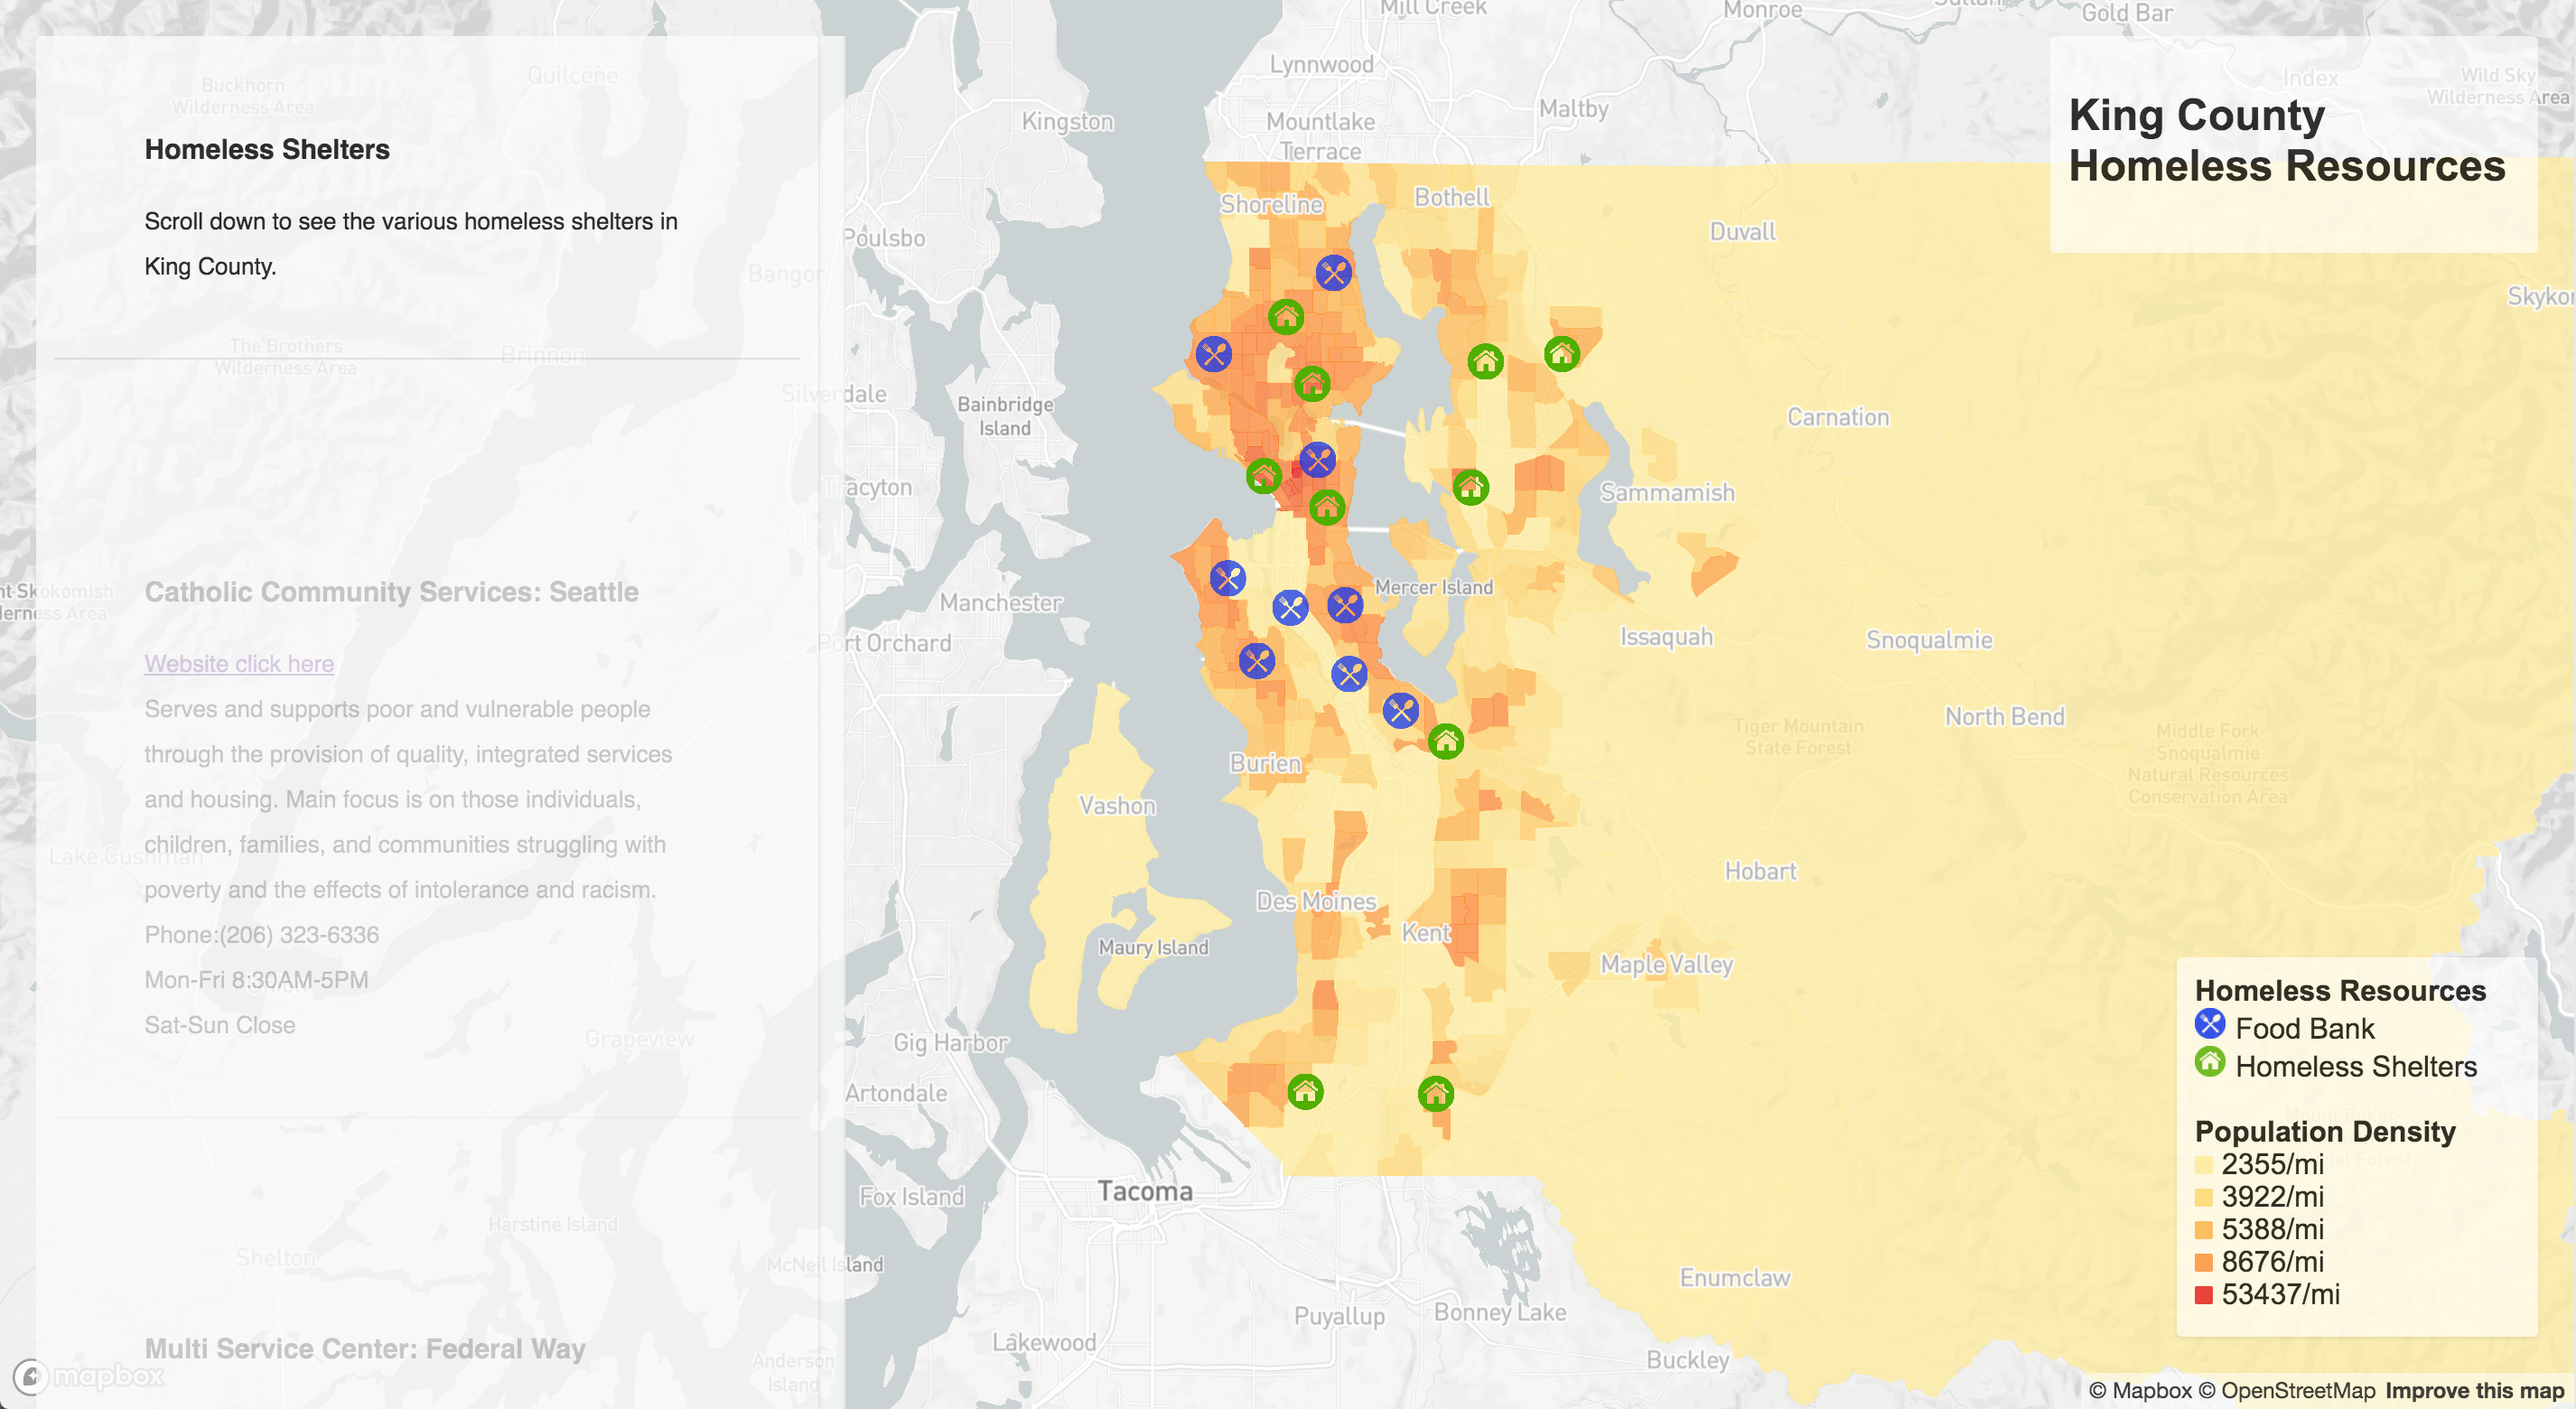 Homeless Shelters
Scroll down to see the various homeless shelters in
King County.
Catholic Community Services: Seattle
Website click here
Serves and supports poor and vulnerable people
through the provision of quality, integrated services
and housing. Main focus is on those individuals,
children, families, and communities struggling with
poverty and the effects of intolerance and racism.
Phone:(206) 323-6336
Mon-Fri 8:30AM-5PM
Sat-Sun Close
Multi Service Center: Federal Way
mapbox
Buckhorn
Wilderness Area
Quilcene
The Brothers
Wilderness Area
Brinnon
Bangor
Silverdale
Tracyton
Port Orchard
Lake Cushman
Grapeview
Harstine Island
Shelton
McNeil Island
Anderson
Island
Kingston
Poulsbo
Bainbridge
Island
Manchester
Vashon
Maury Island
Gig Harbor
Artondale
Fox Island
Tacoma
Lakewood
Puyallup
Bonney Lake
Mill Creek
Lynnwood
Mountlake
Terrace
Maltby
Monroe
Gold Bar
Index
Wild Sky
Wilderness Area
Shoreline
Bothell
Duvall
Carnation
Sammamish
Mercer Island
Issaquah
Snoqualmie
North Bend
Tiger Mountain
State Forest
Middle Fork
Snoqualmie
Natural Resources
Conservation Area
Burien
Des Moines
Kent
Hobart
Maple Valley
Enumclaw
Buckley
King County
Homeless Resources
Homeless Resources
Food Bank
Homeless Shelters
Population Density
2355/mi
3922/mi
5388/mi
8676/mi
53437/mi
© Mapbox © OpenStreetMap Improve this map